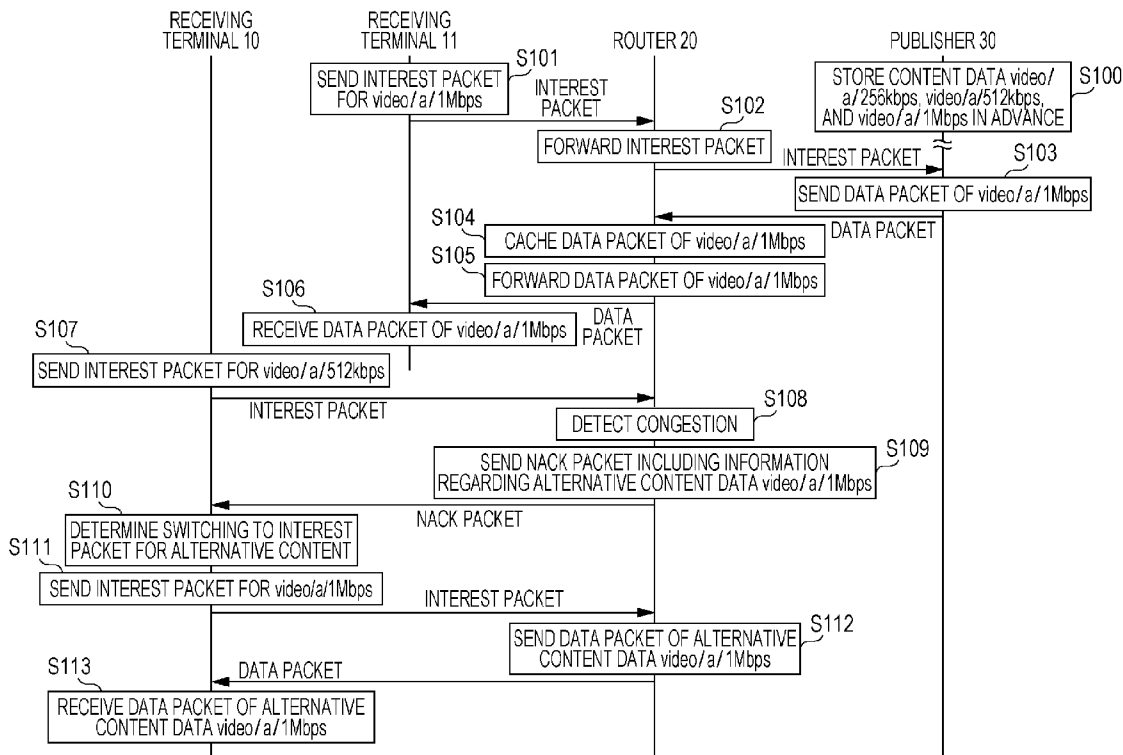 RECEIVING
TERMINAL 10
RECEIVING
TERMINAL 11
ROUTER 20
PUBLISHER 30
S100
STORE CONTENT DATA video/
a/256kbps, video/a/512kbps,
AND video/a/1Mbps IN ADVANCE
S101
SEND INTEREST PACKET
FOR video/a/1Mbps
INTEREST
PACKET
S102
FORWARD INTEREST PACKET
INTEREST PACKET
S103
SEND DATA PACKET OF video/a/1Mbps
DATA PACKET
S104
CACHE DATA PACKET OF video/a/1Mbps
S105
FORWARD DATA PACKET OF video/a/1Mbps
DATA
PACKET
S106
RECEIVE DATA PACKET OF video/a/1Mbps
S107
SEND INTEREST PACKET FOR video/a/512kbps
INTEREST PACKET
S108
DETECT CONGESTION
S109
SEND NACK PACKET INCLUDING INFORMATION
REGARDING ALTERNATIVE CONTENT DATA video/a/1Mbps
NACK PACKET
S110
DETERMINE SWITCHING TO INTEREST
PACKET FOR ALTERNATIVE CONTENT
S111
SEND INTEREST PACKET FOR video/a/1Mbps
INTEREST PACKET
S112
SEND DATA PACKET OF ALTERNATIVE
CONTENT DATA video/a/1Mbps
DATA PACKET
S113
RECEIVE DATA PACKET OF ALTERNATIVE
CONTENT DATA video/a/1Mbps